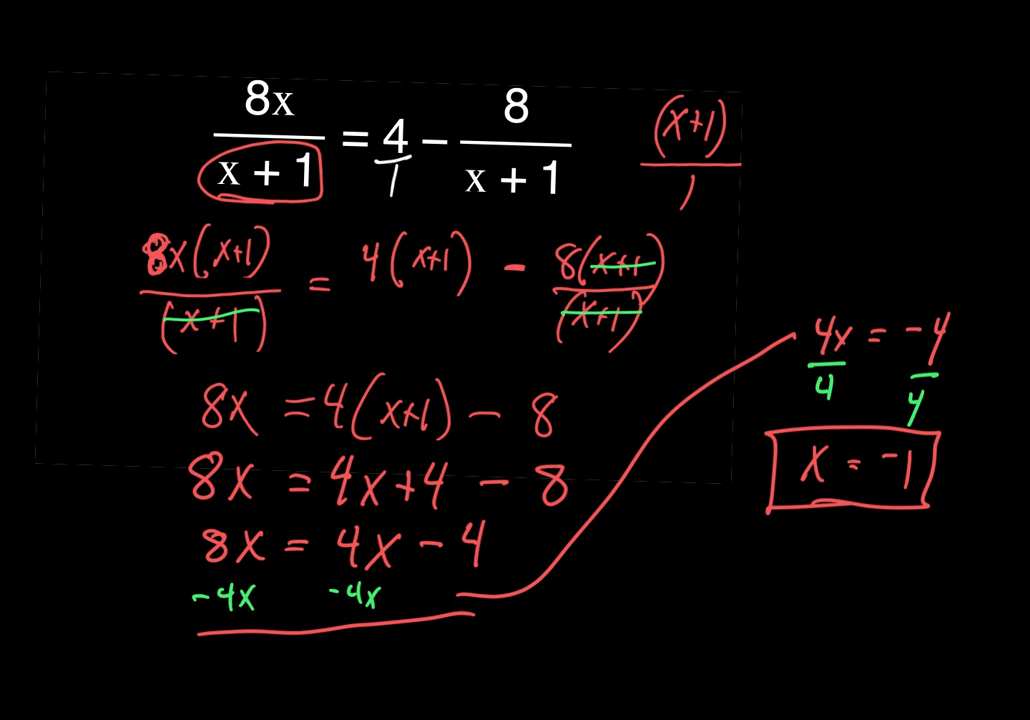 8x/(x + 1) = 4/1 - 8/(x + 1)
(x+1)/1
8x(x+1)/(x+1) = 4(x+1) - 8(x+1)/(x+1)
8x = 4(x+1) - 8
8x = 4x+4 - 8
8x = 4x - 4
-4x -4x
4x = -4
4 4
x = -1